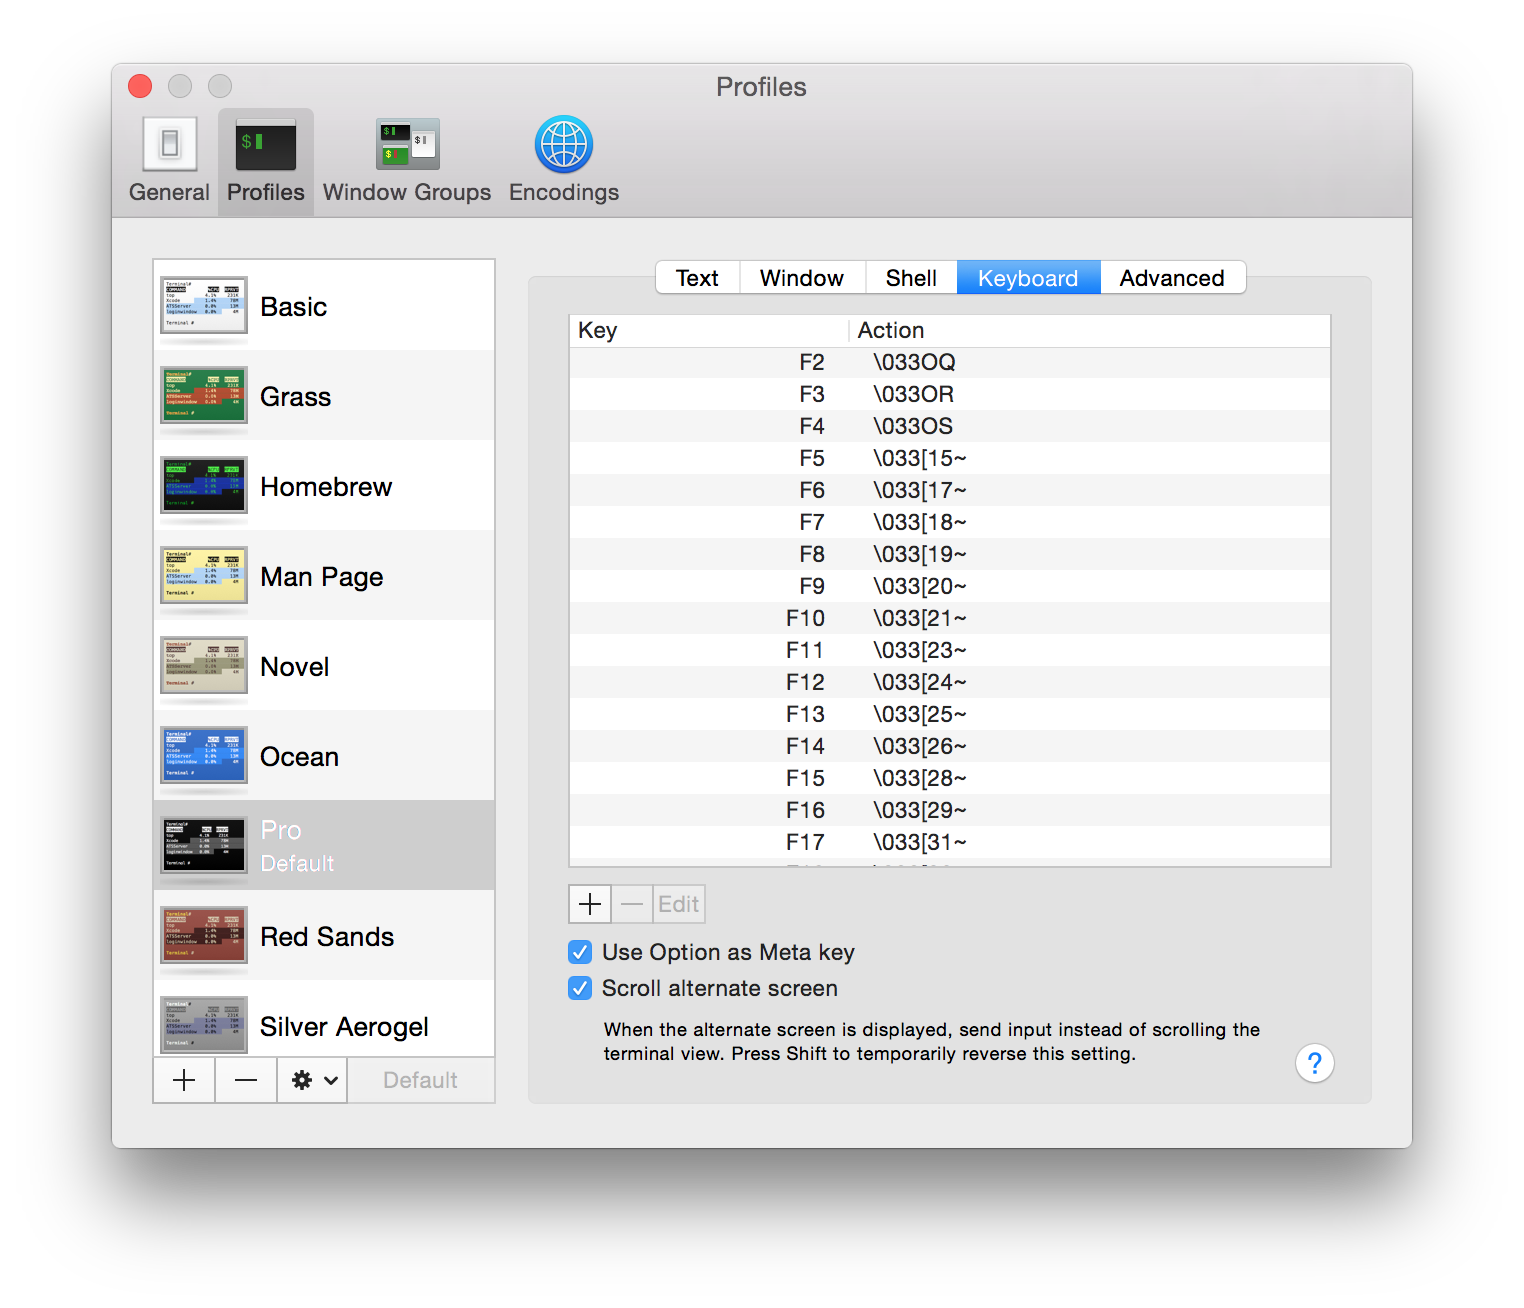 Profiles
General Profiles Window Groups Encodings
Basic
Grass
Homebrew
Man Page
Novel
Ocean
Pro
Default
Red Sands
Silver Aerogel
Default
Text Window Shell Keyboard Advanced
Key Action
F2 \033OQ
F3 \033OR
F4 \033OS
F5 \033[15~
F6 \033[17~
F7 \033[18~
F8 \033[19~
F9 \033[20~
F10 \033[21~
F11 \033[23~
F12 \033[24~
F13 \033[25~
F14 \033[26~
F15 \033[28~
F16 \033[29~
F17 \033[31~
Edit
Use Option as Meta key
Scroll alternate screen
When the alternate screen is displayed, send input instead of scrolling the
terminal view. Press Shift to temporarily reverse this setting.
?